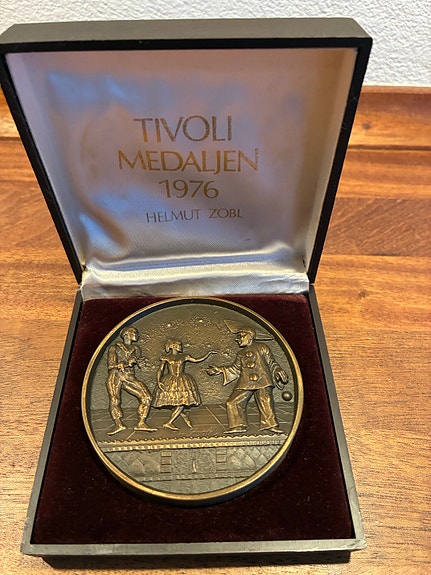 TIVOLI
MEDALJEN
1976
HELMUT ZOBL